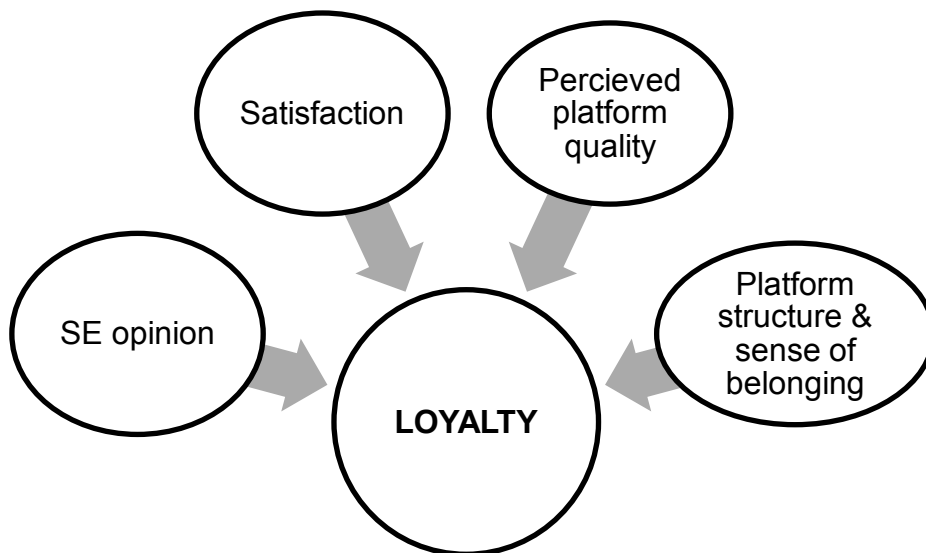 Satisfaction
Percieved
platform
quality
SE opinion
Platform
structure &
sense of
belonging
LOYALTY